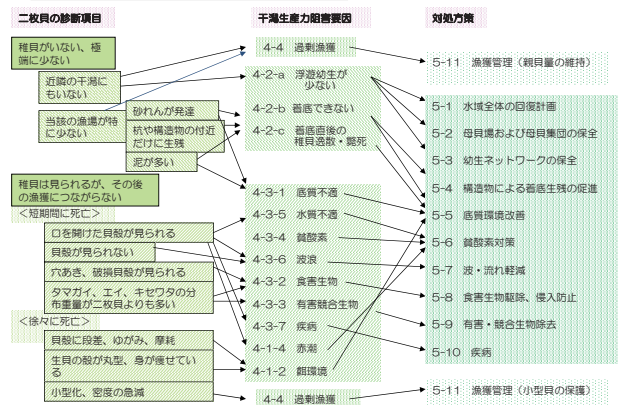 二枚貝の診断項目
干潟生産力阻害要因
対処方策
稚貝がいない、極
端に少ない
近隣の干潟に
もいない
当該の漁場が特
に少ない
砂れんが発達
杭や構造物の付近
だけに生残
泥が多い
稚貝は見られるが、その後
の漁獲につながらない
＜短期間に死亡＞
口を開けた貝殻が見られる
貝殻が見られない
穴あき、破損貝殻が見られる
タマガイ、エイ、キセワタの分
布重量が二枚貝よりも多い
＜徐々に死亡＞
貝殻に段差、ゆがみ、摩耗
生貝の殻が丸型、身が痩せてい
る
小型化、密度の急減
4-4 過剰漁獲
4-2-a 浮遊幼生が
少ない
4-2-b 着底できない
4-2-c 着底直後の
稚貝逸散・斃死
4-3-1 底質不適
4-3-5 水質不適
4-3-4 貧酸素
4-3-6 波浪
4-3-2 食害生物
4-3-3 有害競合生物
4-3-7 疾病
4-1-4 赤潮
4-1-2 餌環境
4-4 過剰漁獲
5-11 漁獲管理（親貝量の維持）
5-1 水域全体の回復計画
5-2 母貝場および母貝集団の保全
5-3 幼生ネットワークの保全
5-4 構造物による着底生残の促進
5-5 底質環境改善
5-6 貧酸素対策
5-7 波・流れ軽減
5-8 食害生物駆除、侵入防止
5-9 有害・競合生物除去
5-10 疾病
5-11 漁獲管理（小型貝の保護）